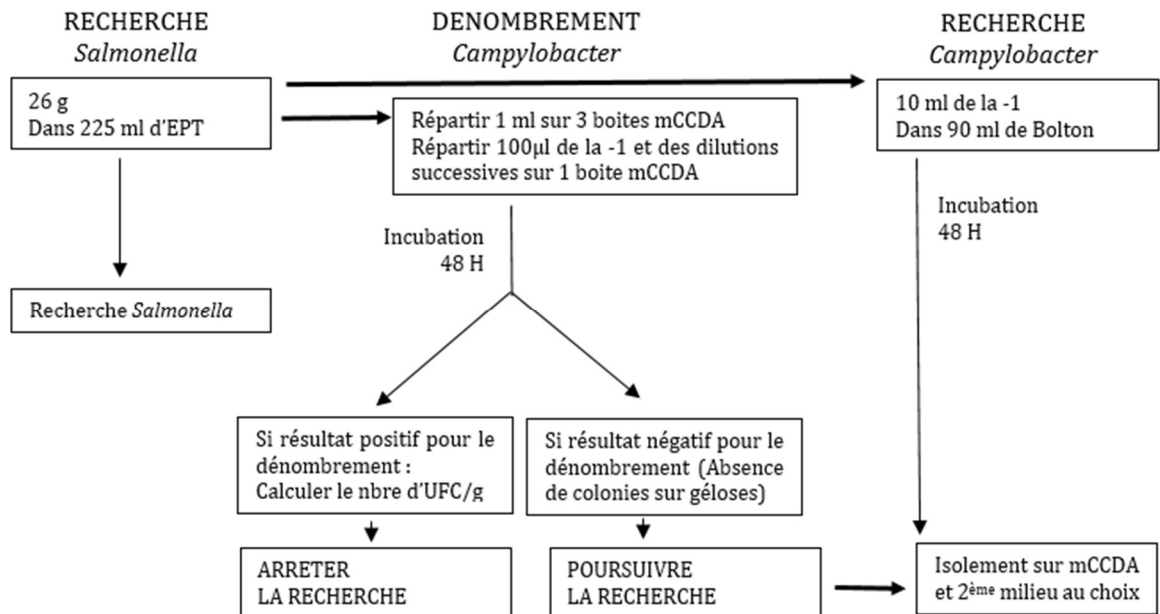 RECHERCHE
Salmonella
DENOMBREMENT
Campylobacter
RECHERCHE
Campylobacter
26 g
Dans 225 ml d’EPT
Répartir 1 ml sur 3 boites mCCDA
Répartir 100µl de la -1 et des dilutions
successives sur 1 boite mCCDA
10 ml de la -1
Dans 90 ml de Bolton
Incubation
48 H
Incubation
48 H
Recherche Salmonella
Si résultat positif pour le
dénombrement :
Calculer le nbre d’UFC/g
Si résultat négatif pour le
dénombrement (Absence
de colonies sur géloses)
ARRETER
LA RECHERCHE
POURSUIVRE
LA RECHERCHE
Isolement sur mCCDA
et 2ème milieu au choix